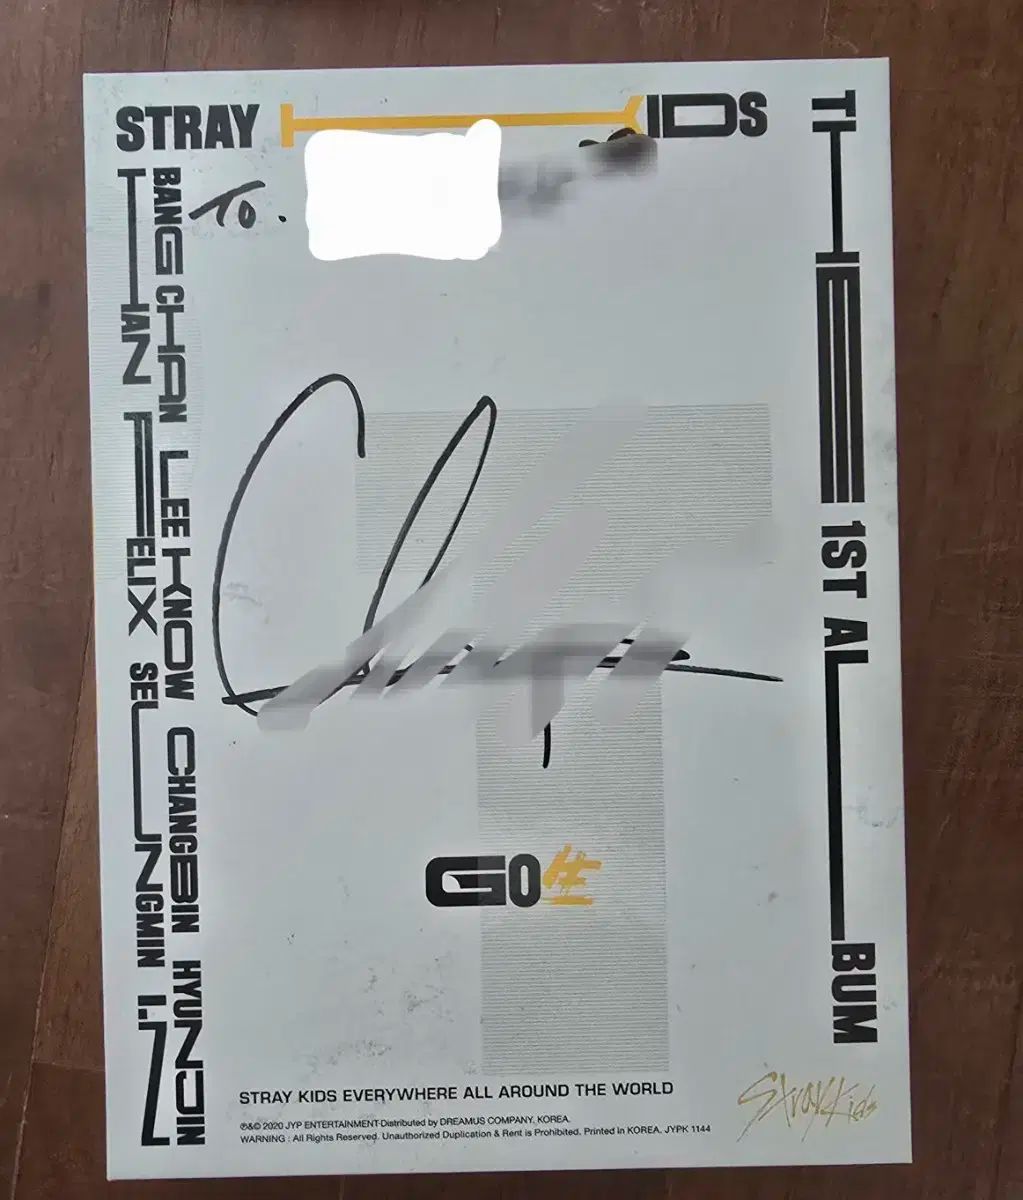 STRAY KIDS
To.
THE 1ST ALBUM
BANG CHAN LEE KNOW CHANGBIN HYUNJIN
HAN FELIX SEUNGMIN I.N
GO生
STRAY KIDS EVERYWHERE ALL AROUND THE WORLD
℗&© 2020 JYP ENTERTAINMENT·Distributed by DREAMUS COMPANY, KOREA.
WARNING : All Rights Reserved. Unauthorized Duplication & Rent is Prohibited. Printed in KOREA. JYPK 1144
Stray Kids